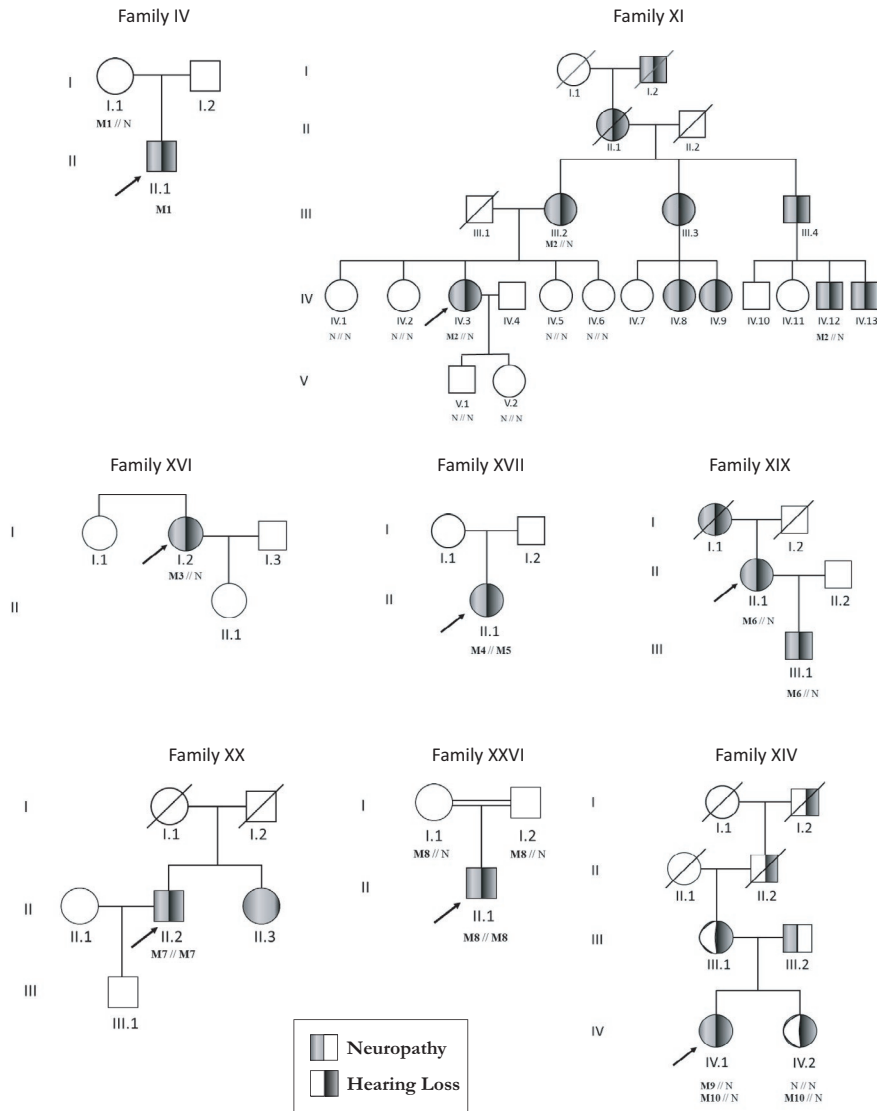 Family IV
I
I.1
I.2
M1 // N
II
II.1
M1
Family XI
I
I.1
I.2
II
II.1
II.2
III
III.1
III.2
III.3
III.4
M2 // N
IV
IV.1
IV.2
IV.3
IV.4
IV.5
IV.6
IV.7
IV.8
IV.9
IV.10
IV.11
IV.12
IV.13
N // N
N // N
M2 // N
N // N
N // N
M2 // N
V
V.1
V.2
N // N
N // N
Family XVI
I
I.1
I.2
I.3
M3 // N
II
II.1
Family XVII
I
I.1
I.2
II
II.1
M4 // M5
Family XIX
I
I.1
I.2
II
II.1
II.2
M6 // N
III
III.1
M6 // N
Family XX
I
I.1
I.2
II
II.1
II.2
II.3
M7 // M7
III
III.1
Family XXVI
I
I.1
I.2
M8 // N
M8 // N
II
II.1
M8 // M8
Family XIV
I
I.1
I.2
II
II.1
II.2
III
III.1
III.2
IV
IV.1
IV.2
M9 // N
N // N
M10 // N
M10 // N
Neuropathy
Hearing Loss